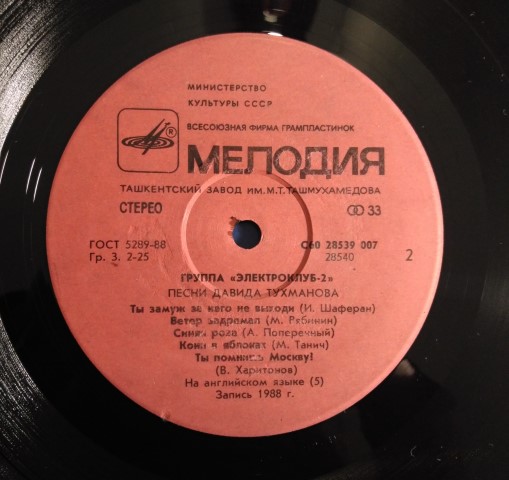 МИНИСТЕРСТВО
КУЛЬТУРЫ СССР
ВСЕСОЮЗНАЯ ФИРМА ГРАМПЛАСТИНОК
®
МЕЛОДИЯ
ТАШКЕНТСКИЙ ЗАВОД ИМ. М.Т. ТАШМУХАМЕДОВА
СТЕРЕО 33
ГОСТ 5289-88 С60 28539 007
Гр. 3. 2-25 28540 2
ГРУППА «ЭЛЕКТРОКЛУБ-2»
ПЕСНИ ДАВИДА ТУХМАНОВА
Ты замуж за него не выходи (И. Шаферан)
Ветер задремал (М. Рябинин)
Синяя рога (А. Поперечный)
Кони в яблоках (М. Танич)
Ты помнишь Москву!
(В. Харитонов)
На английском языке (5)
Запись 1988 г.